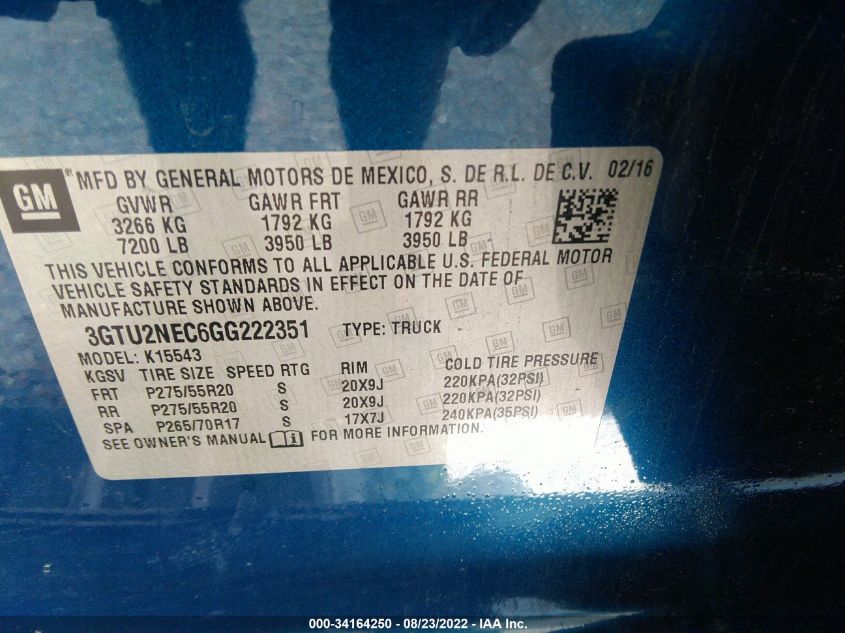 GM ® MFD BY GENERAL MOTORS DE MEXICO, S. DE R.L. DE C.V. 02/16
GVWR GAWR FRT GAWR RR
3266 KG 1792 KG 1792 KG
7200 LB 3950 LB 3950 LB
THIS VEHICLE CONFORMS TO ALL APPLICABLE U.S. FEDERAL MOTOR
VEHICLE SAFETY STANDARDS IN EFFECT ON THE DATE OF
MANUFACTURE SHOWN ABOVE.
3GTU2NEC6GG222351 TYPE: TRUCK
MODEL: K15543
KGSV TIRE SIZE SPEED RTG RIM COLD TIRE PRESSURE
FRT P275/55R20 S 20X9J 220KPA(32PSI)
RR P275/55R20 S 20X9J 220KPA(32PSI)
SPA P265/70R17 S 17X7J 240KPA(35PSI)
SEE OWNER'S MANUAL FOR MORE INFORMATION.
000-34164250 - 08/23/2022 - IAA Inc.